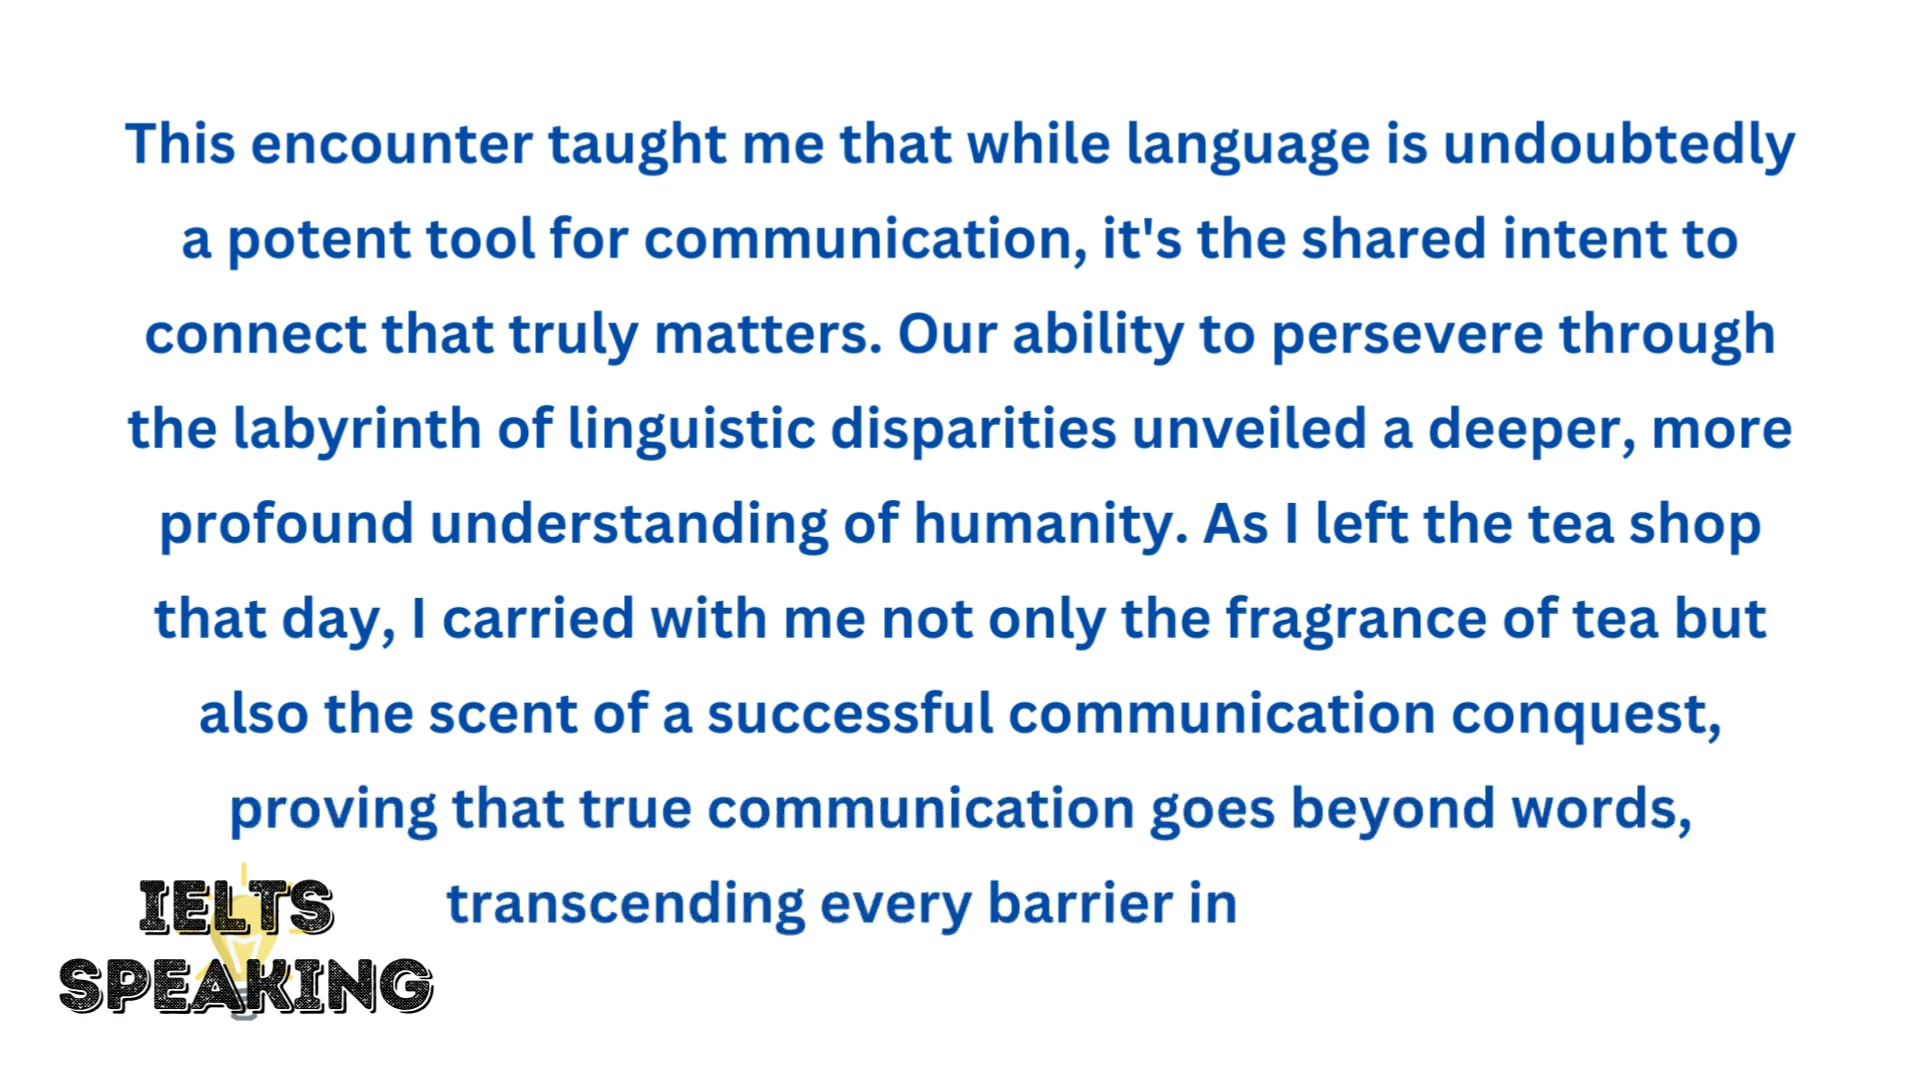 This encounter taught me that while language is undoubtedly
a potent tool for communication, it's the shared intent to
connect that truly matters. Our ability to persevere through
the labyrinth of linguistic disparities unveiled a deeper, more
profound understanding of humanity. As I left the tea shop
that day, I carried with me not only the fragrance of tea but
also the scent of a successful communication conquest,
proving that true communication goes beyond words,
transcending every barrier in
IELTS
SPEAKING